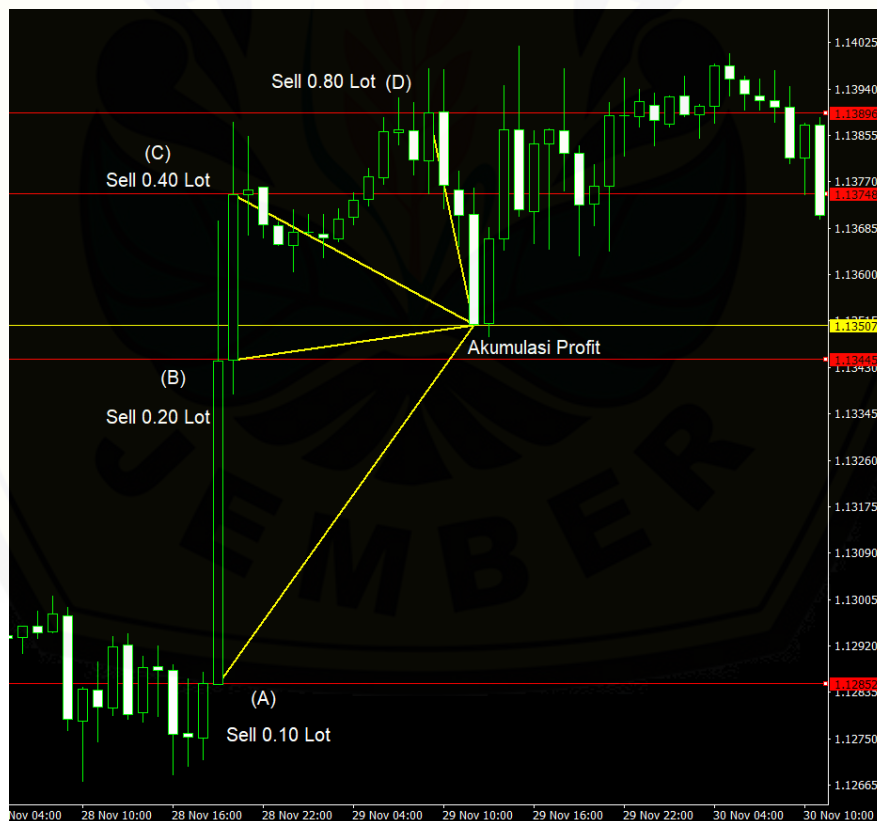 Sell 0.80 Lot (D)
(C)
Sell 0.40 Lot
Akumulasi Profit
(B)
Sell 0.20 Lot
(A)
Sell 0.10 Lot
JEMBER
1.14025
1.13940
1.13896
1.13855
1.13770
1.13748
1.13685
1.13600
1.13507
1.13445
1.13430
1.13345
1.13260
1.13175
1.13090
1.13005
1.12920
1.12852
1.12835
1.12750
1.12665
Nov 04:00 28 Nov 10:00 28 Nov 16:00 28 Nov 22:00 29 Nov 04:00 29 Nov 10:00 29 Nov 16:00 29 Nov 22:00 30 Nov 04:00 30 Nov 10:00